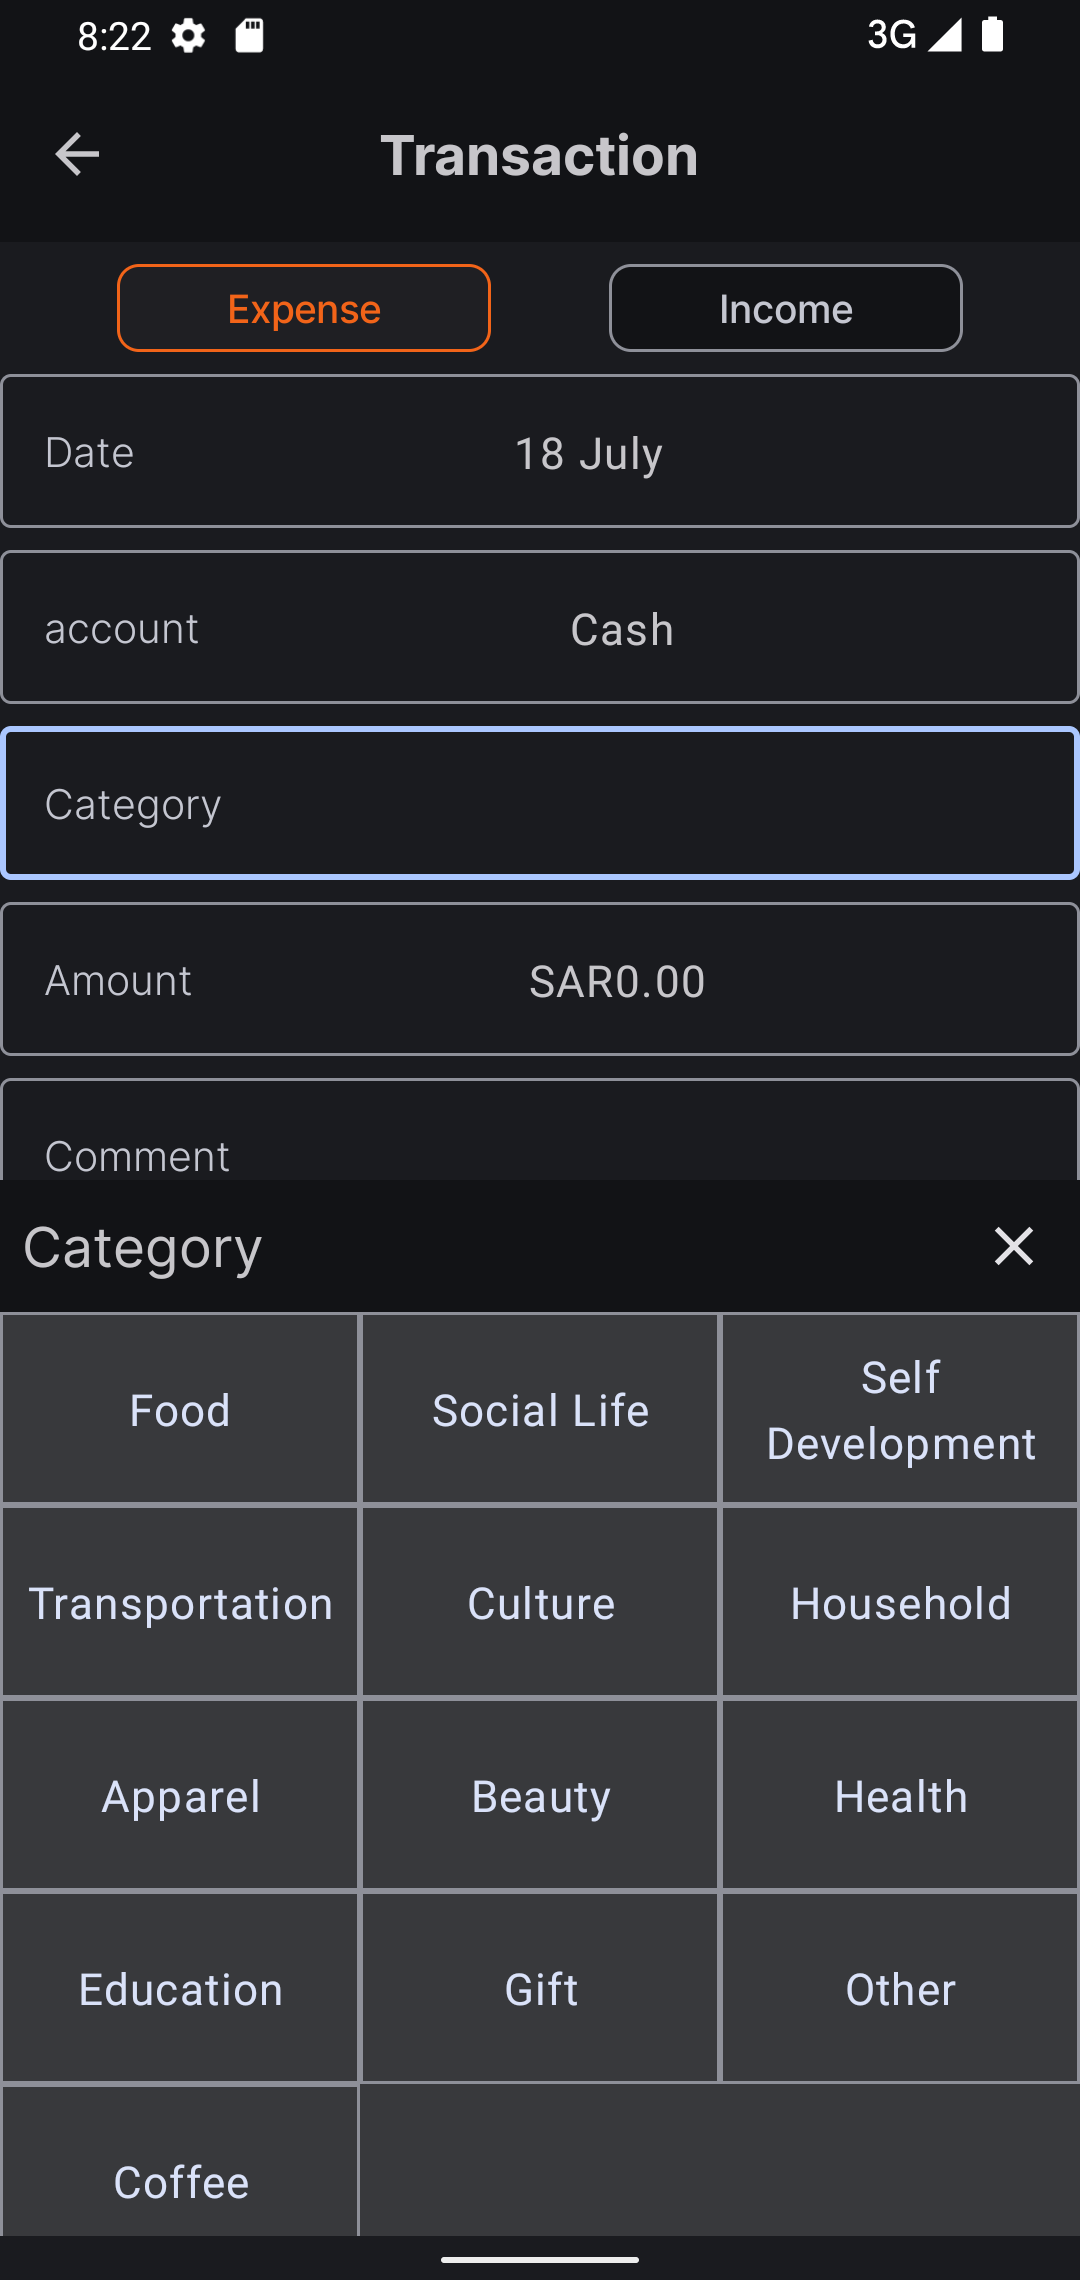 8:22
3G
Transaction
Expense
Income
Date
18 July
account
Cash
Category
Amount
SAR0.00
Comment
Category
Food
Social Life
Self
Development
Transportation
Culture
Household
Apparel
Beauty
Health
Education
Gift
Other
Coffee